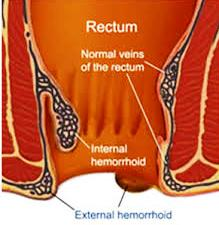 Rectum
Normal veins
of the rectum
Internal
hemorrhoid
External hemorrhoid